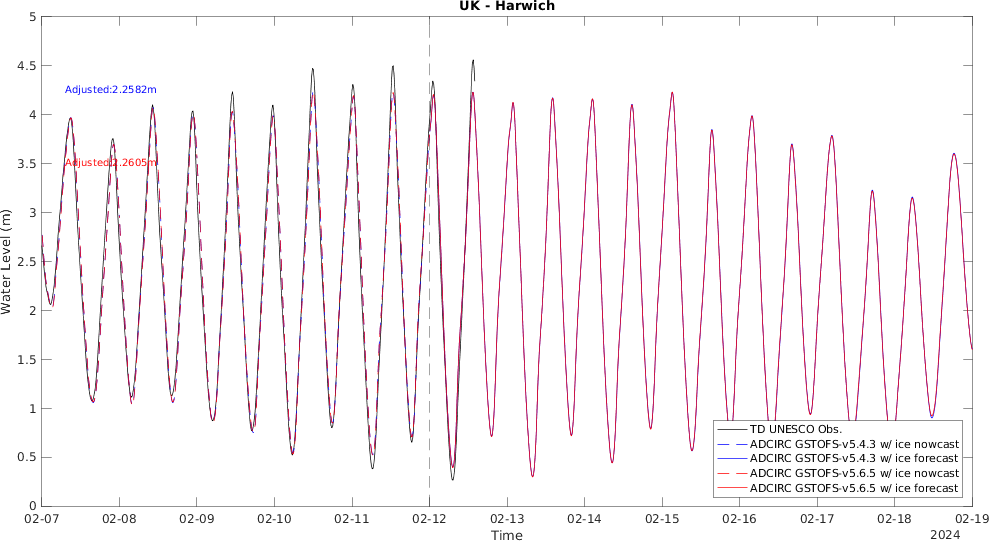 UK - Harwich
5
4.5
4
3.5
3
2.5
2
1.5
1
0.5
0
Water Level (m)
Adjusted:2.2582m
Adjusted:2.2605m
TD UNESCO Obs.
ADCIRC GSTOFS-v5.4.3 w/ ice nowcast
ADCIRC GSTOFS-v5.4.3 w/ ice forecast
ADCIRC GSTOFS-v5.6.5 w/ ice nowcast
ADCIRC GSTOFS-v5.6.5 w/ ice forecast
02-07 02-08 02-09 02-10 02-11 02-12 02-13 02-14 02-15 02-16 02-17 02-18 02-19
Time
2024